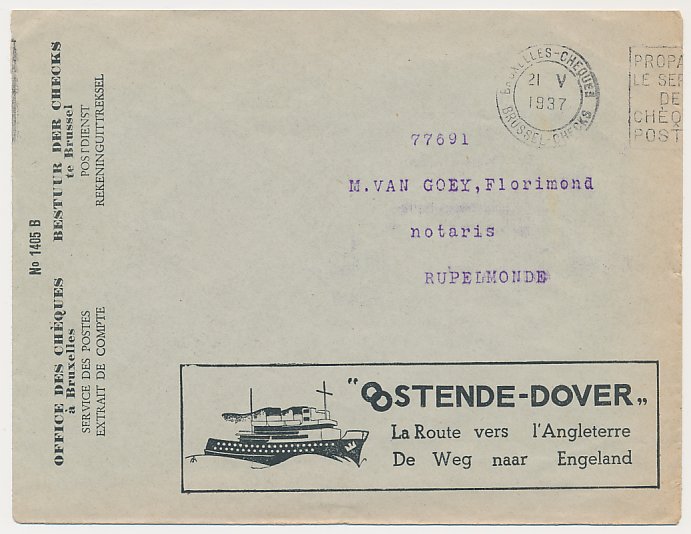 BRUXELLES-CHEQUES
21 V
1937
BRUSSEL-CHECKS
PROPA
LE SER
DE
CHÈQ
POST
77691
M.VAN GOEY,Florimond
notaris
RUPELMONDE
No 1405 B
OFFICE DES CHÈQUES
à Bruxelles
SERVICE DES POSTES
EXTRAIT DE COMPTE
BESTUUR DER CHECKS
te Brussel
POSTDIENST
REKENINGUITTREKSEL
"OOSTENDE-DOVER„
La Route vers l'Angleterre
De Weg naar Engeland